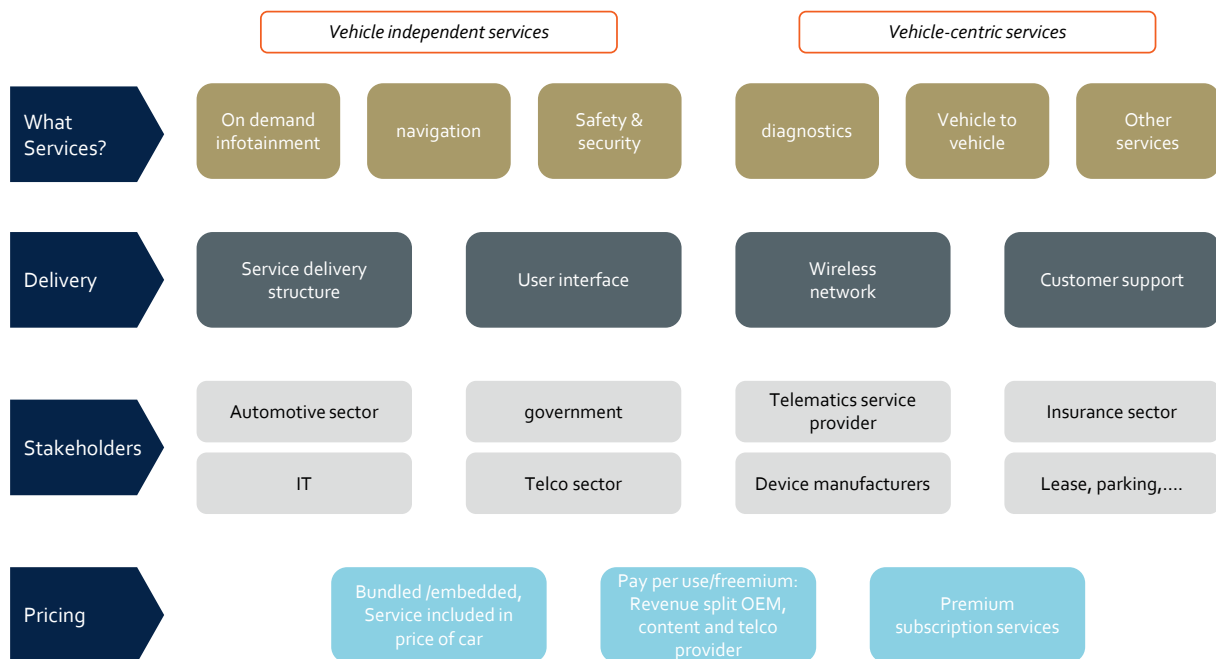 Vehicle independent services
Vehicle-centric services
What
Services?
On demand
infotainment
navigation
Safety &
security
diagnostics
Vehicle to
vehicle
Other
services
Delivery
Service delivery
structure
User interface
Wireless
network
Customer support
Stakeholders
Automotive sector
government
Telematics service
provider
Insurance sector
IT
Telco sector
Device manufacturers
Lease, parking,....
Pricing
Bundled /embedded,
Service included in
price of car
Pay per use/freemium:
Revenue split OEM,
content and telco
provider
Premium
subscription services